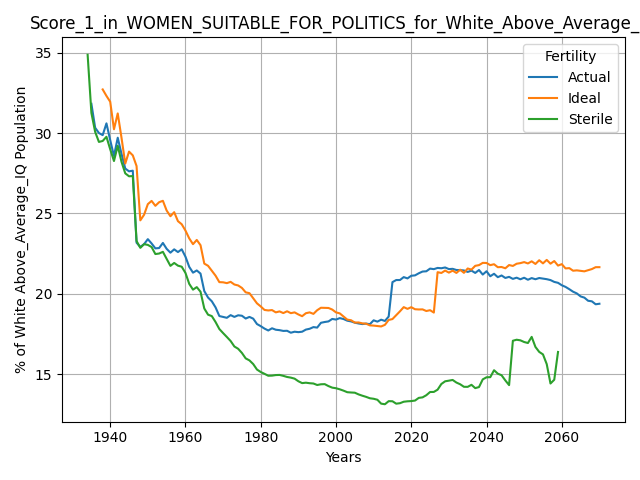 Score_1_in_WOMEN_SUITABLE_FOR_POLITICS_for_White_Above_Average_
% of White Above_Average_IQ Population
35
30
25
20
15
Fertility
Actual
Ideal
Sterile
1940 1960 1980 2000 2020 2040 2060
Years